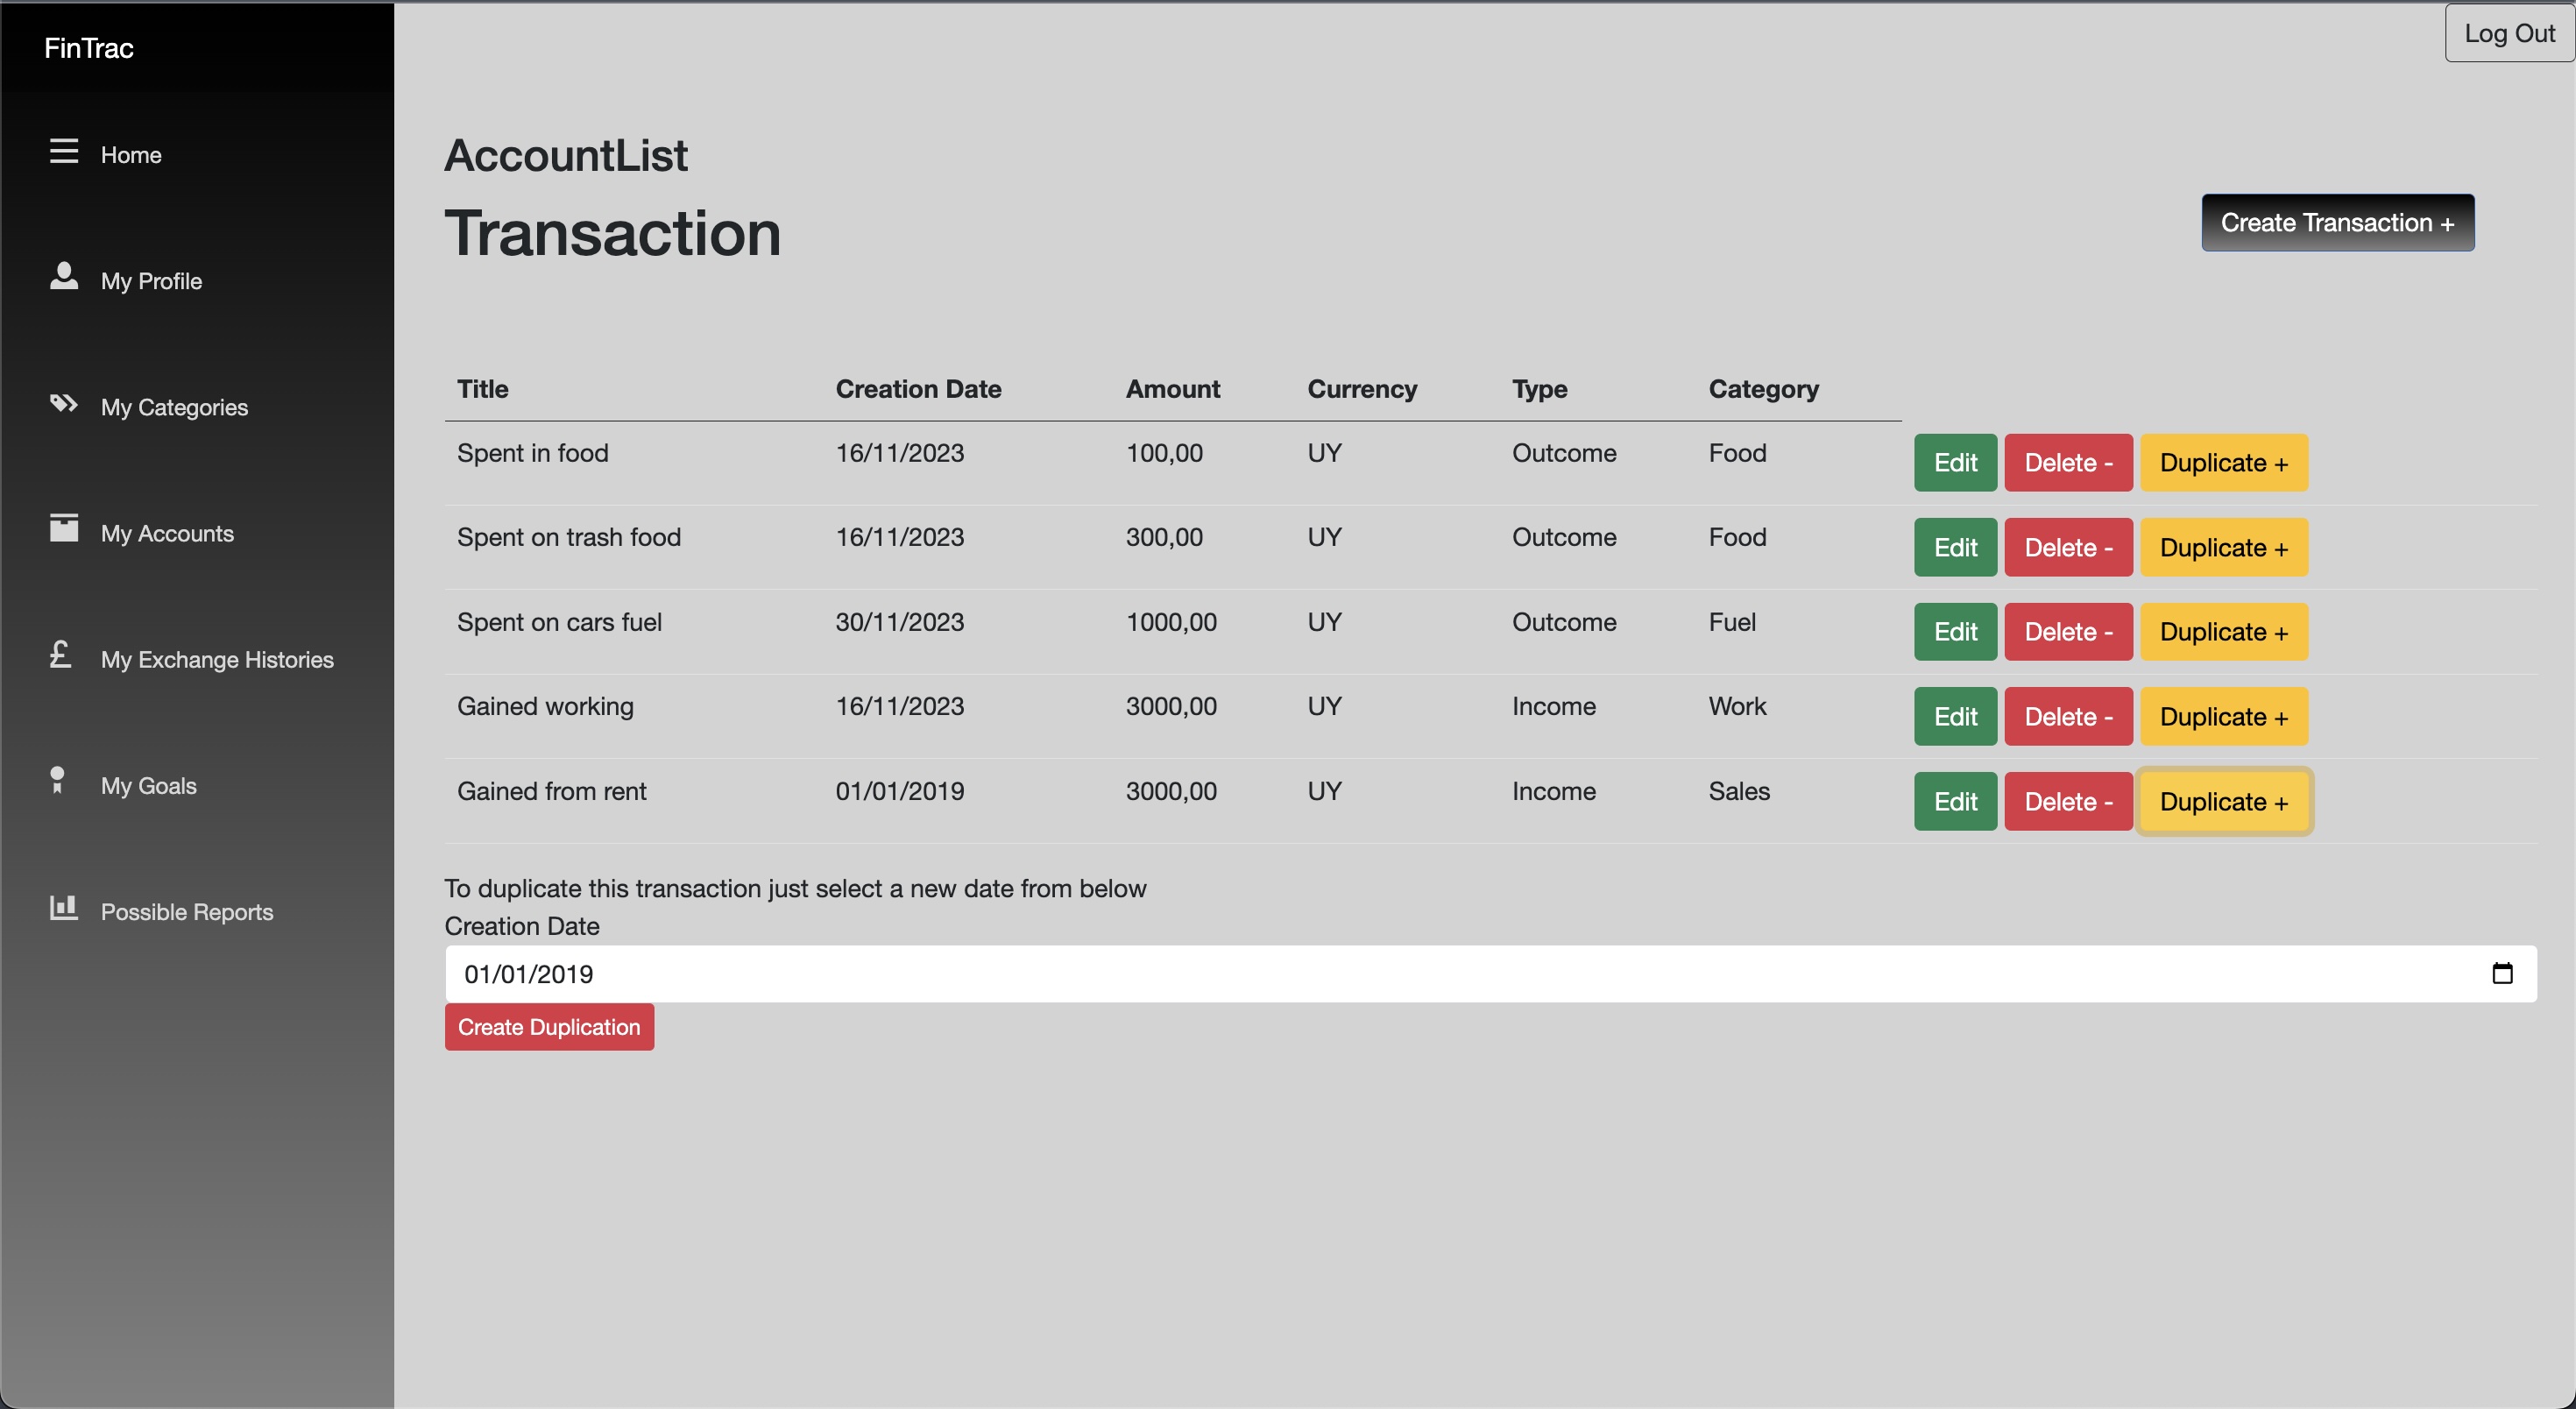 FinTrac
Log Out
Home
My Profile
My Categories
My Accounts
My Exchange Histories
My Goals
Possible Reports
AccountList
Transaction
Create Transaction +
Title Creation Date Amount Currency Type Category
Spent in food 16/11/2023 100,00 UY Outcome Food Edit Delete - Duplicate +
Spent on trash food 16/11/2023 300,00 UY Outcome Food Edit Delete - Duplicate +
Spent on cars fuel 30/11/2023 1000,00 UY Outcome Fuel Edit Delete - Duplicate +
Gained working 16/11/2023 3000,00 UY Income Work Edit Delete - Duplicate +
Gained from rent 01/01/2019 3000,00 UY Income Sales Edit Delete - Duplicate +
To duplicate this transaction just select a new date from below
Creation Date
01/01/2019
Create Duplication